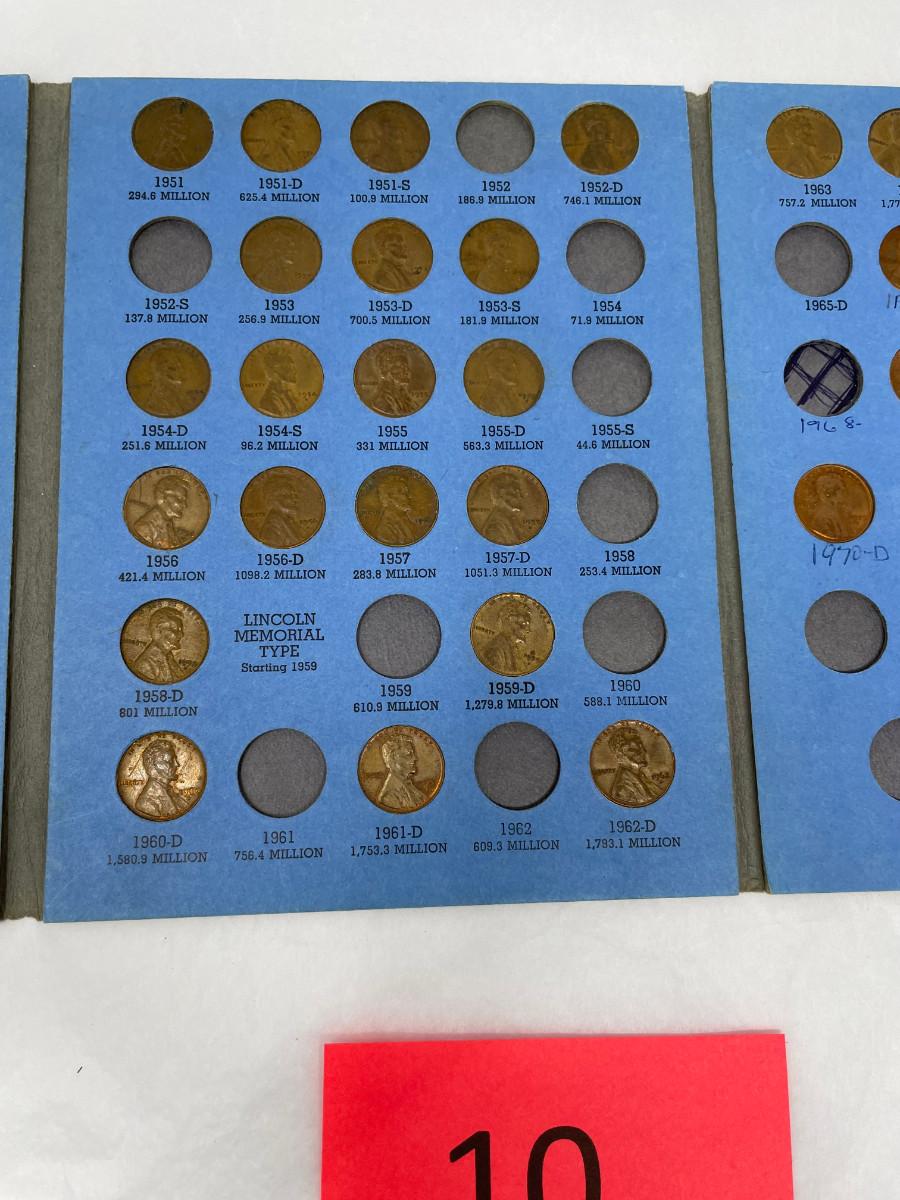 1951 1951-D 1951-S 1952 1952-D
294.6 MILLION 625.4 MILLION 100.9 MILLION 186.9 MILLION 746.1 MILLION
1952-S 1953 1953-D 1953-S 1954
137.8 MILLION 256.9 MILLION 700.5 MILLION 181.9 MILLION 71.9 MILLION
1954-D 1954-S 1955 1955-D 1955-S
251.6 MILLION 96.2 MILLION 331 MILLION 563.3 MILLION 44.6 MILLION
1956 1956-D 1957 1957-D 1958
421.4 MILLION 1098.2 MILLION 283.8 MILLION 1051.3 MILLION 253.4 MILLION
LINCOLN
MEMORIAL
TYPE
Starting 1959
1958-D 1959 1959-D 1960
801 MILLION 610.9 MILLION 1,279.8 MILLION 588.1 MILLION
1960-D 1961 1961-D 1962 1962-D
1,580.9 MILLION 756.4 MILLION 1,753.3 MILLION 609.3 MILLION 1,793.1 MILLION
1963
757.2 MILLION 1,77
1965-D
1968-
1970-D
10